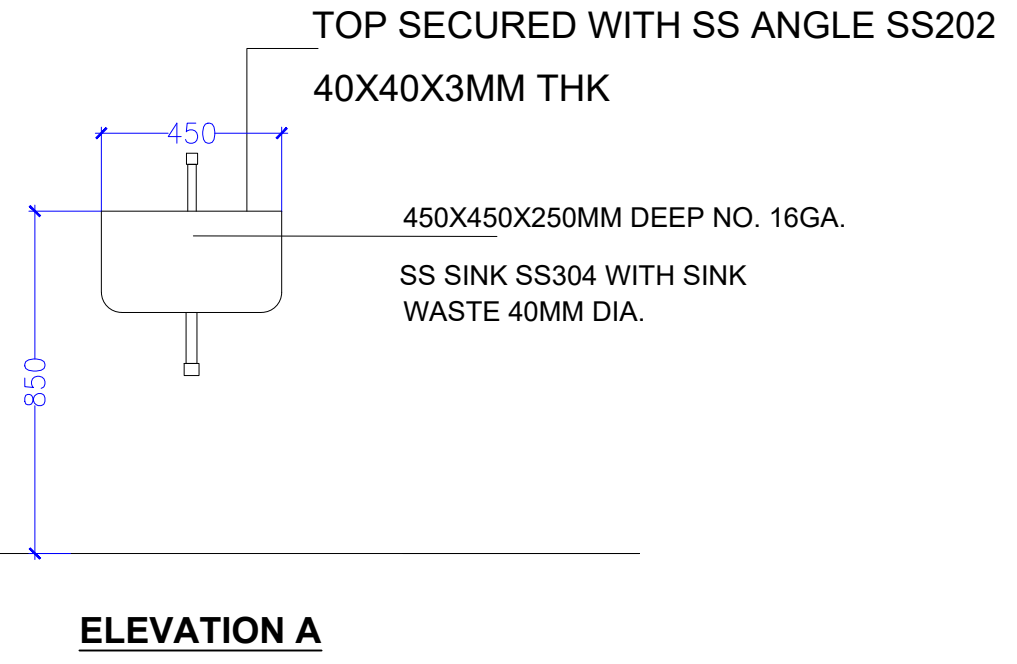 TOP SECURED WITH SS ANGLE SS202
40X40X3MM THK
450
450X450X250MM DEEP NO. 16GA.
SS SINK SS304 WITH SINK
WASTE 40MM DIA.
850
ELEVATION A